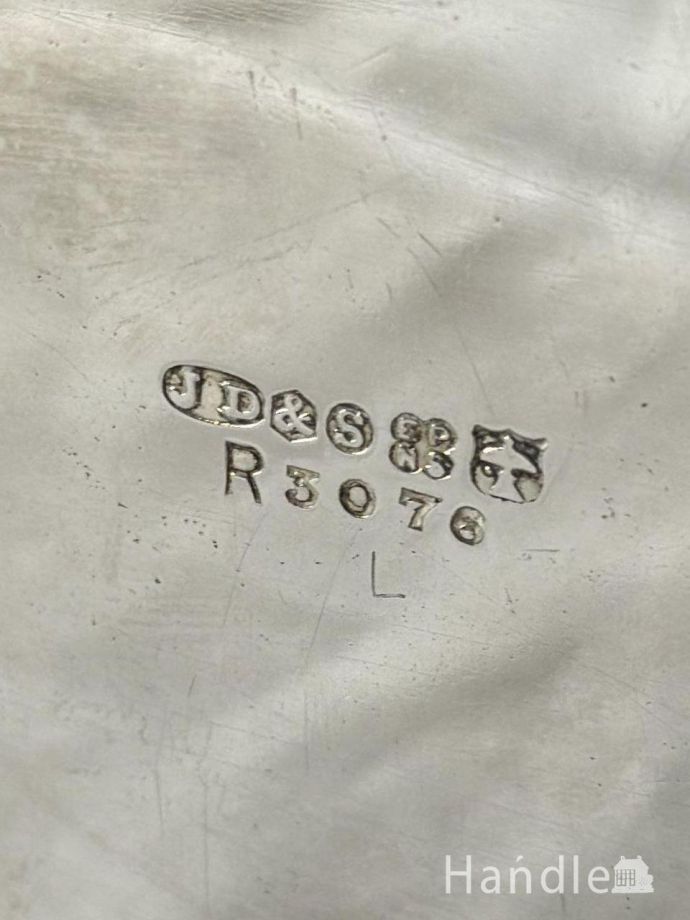 JD & S EP NS
R3076
L
Handle